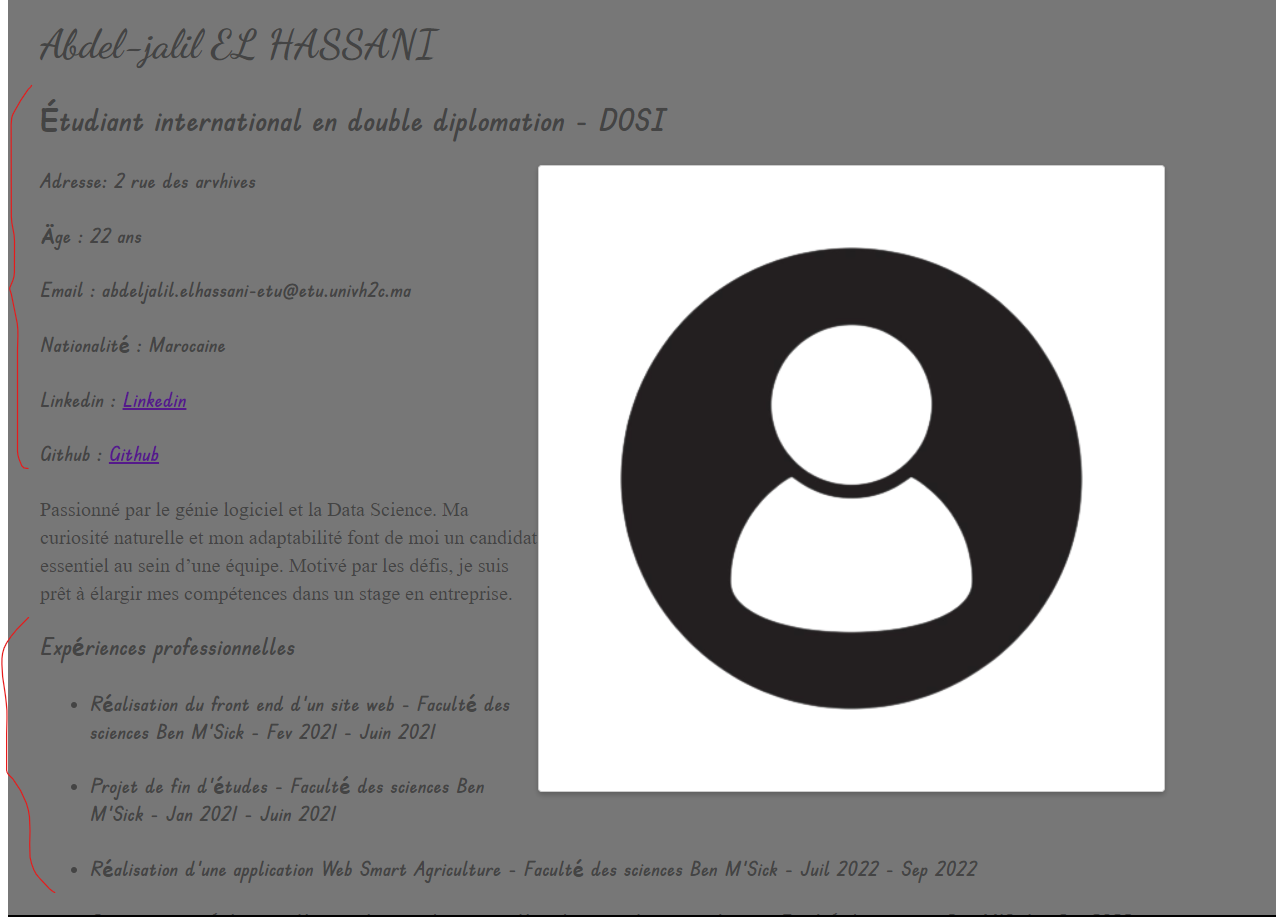 Abdel-jalil EL HASSANI
Étudiant international en double diplomation - DOSI
Adresse: 2 rue des arvhives
Äge : 22 ans
Email : abdeljalil.elhassani-etu@etu.univh2c.ma
Nationalité : Marocaine
Linkedin : Linkedin
Github : Github
Passionné par le génie logiciel et la Data Science. Ma
curiosité naturelle et mon adaptabilité font de moi un candidat
essentiel au sein d’une équipe. Motivé par les défis, je suis
prêt à élargir mes compétences dans un stage en entreprise.
Expériences professionnelles
• Réalisation du front end d'un site web - Faculté des
sciences Ben M'Sick - Fev 2021 - Juin 2021
• Projet de fin d'études - Faculté des sciences Ben
M'Sick - Jan 2021 - Juin 2021
• Réalisation d'une application Web Smart Agriculture - Faculté des sciences Ben M'Sick - Juil 2022 - Sep 2022